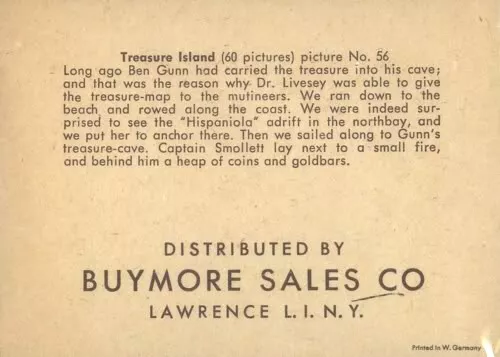 Treasure Island (60 pictures) picture No. 56
Long ago Ben Gunn had carried the treasure into his cave;
and that was the reason why Dr. Livesey was able to give
the treasure-map to the mutineers. We ran down to the
beach and rowed along the coast. We were indeed sur-
prised to see the "Hispaniola" adrift in the northbay, and
we put her to anchor there. Then we sailed along to Gunn's
treasure-cave. Captain Smollett lay next to a small fire,
and behind him a heap of coins and goldbars.
DISTRIBUTED BY
BUYMORE SALES CO
LAWRENCE L. I. N. Y.
Printed in W. Germany